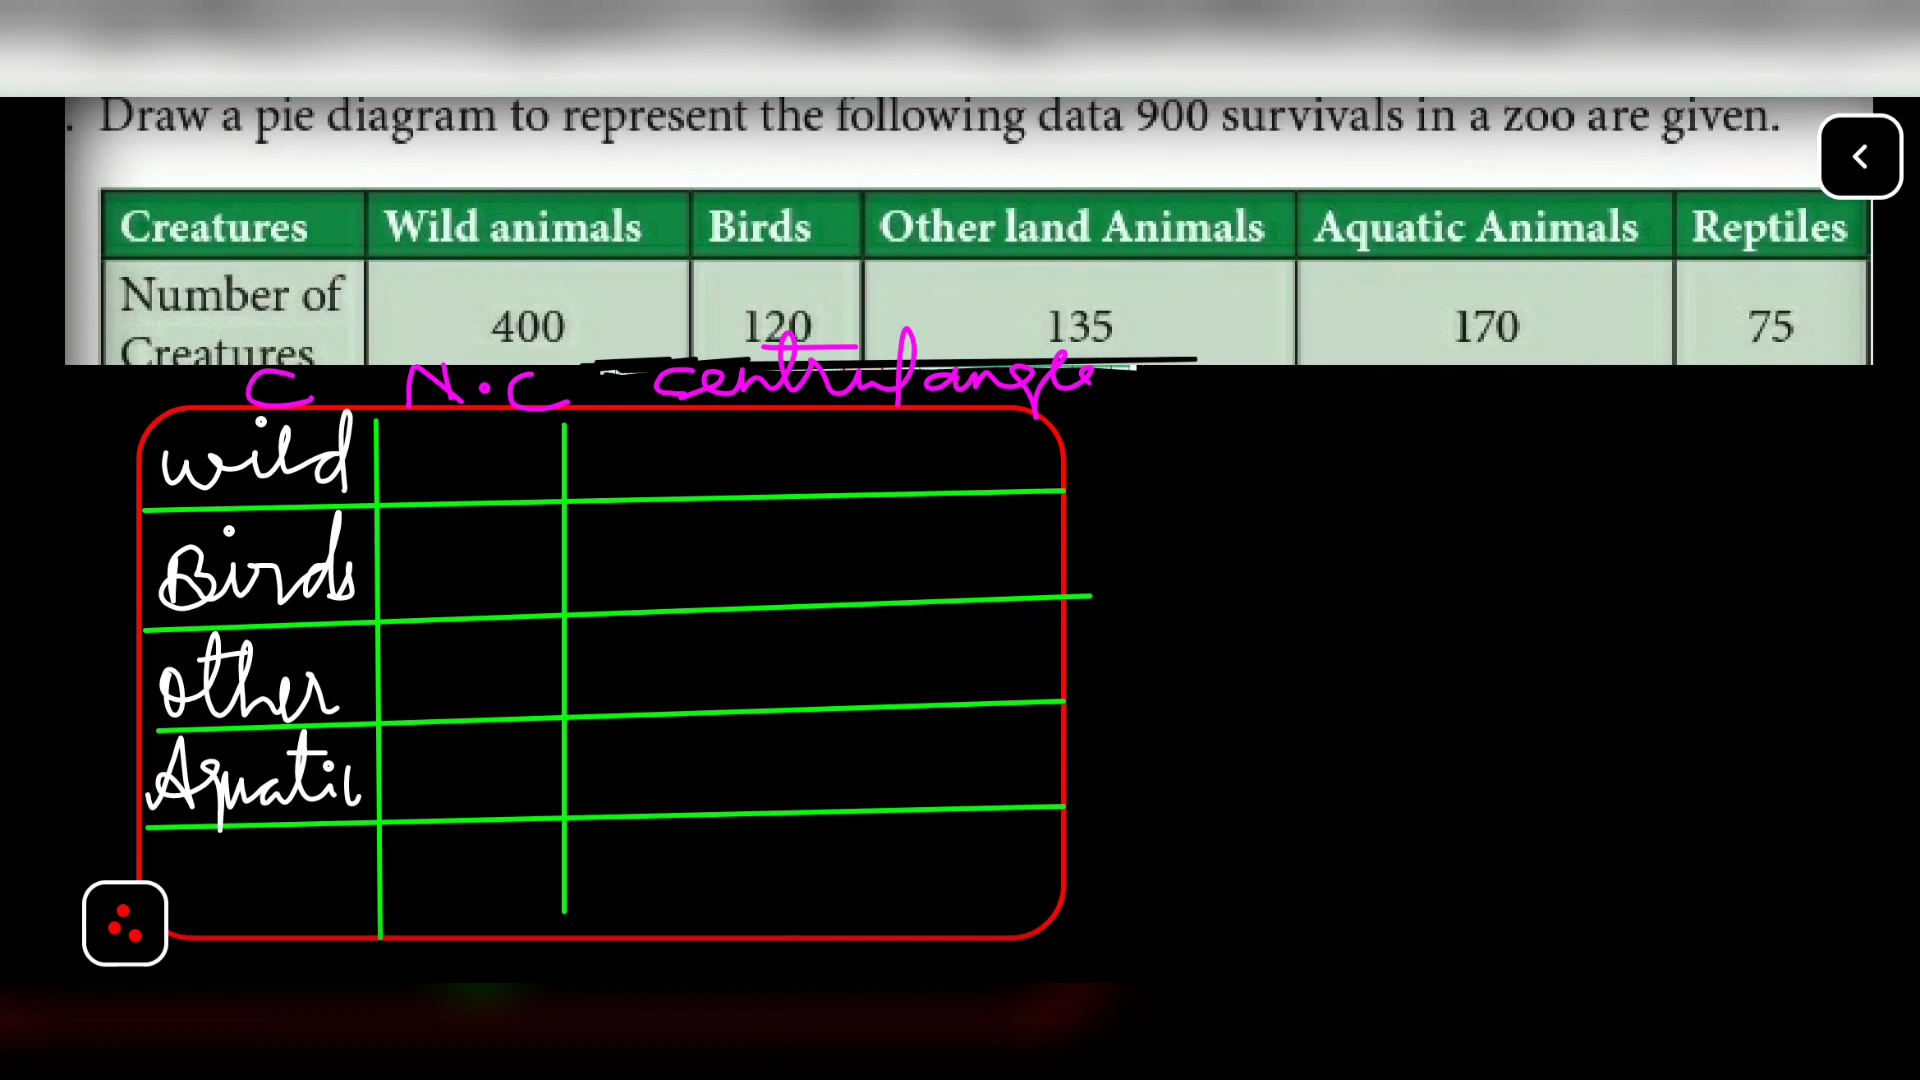 . Draw a pie diagram to represent the following data 900 survivals in a zoo are given.
Creatures Wild animals Birds Other land Animals Aquatic Animals Reptiles
Number of Creatures 400 120 135 170 75
C N.C central angle
wild
Birds
other
Aquatic